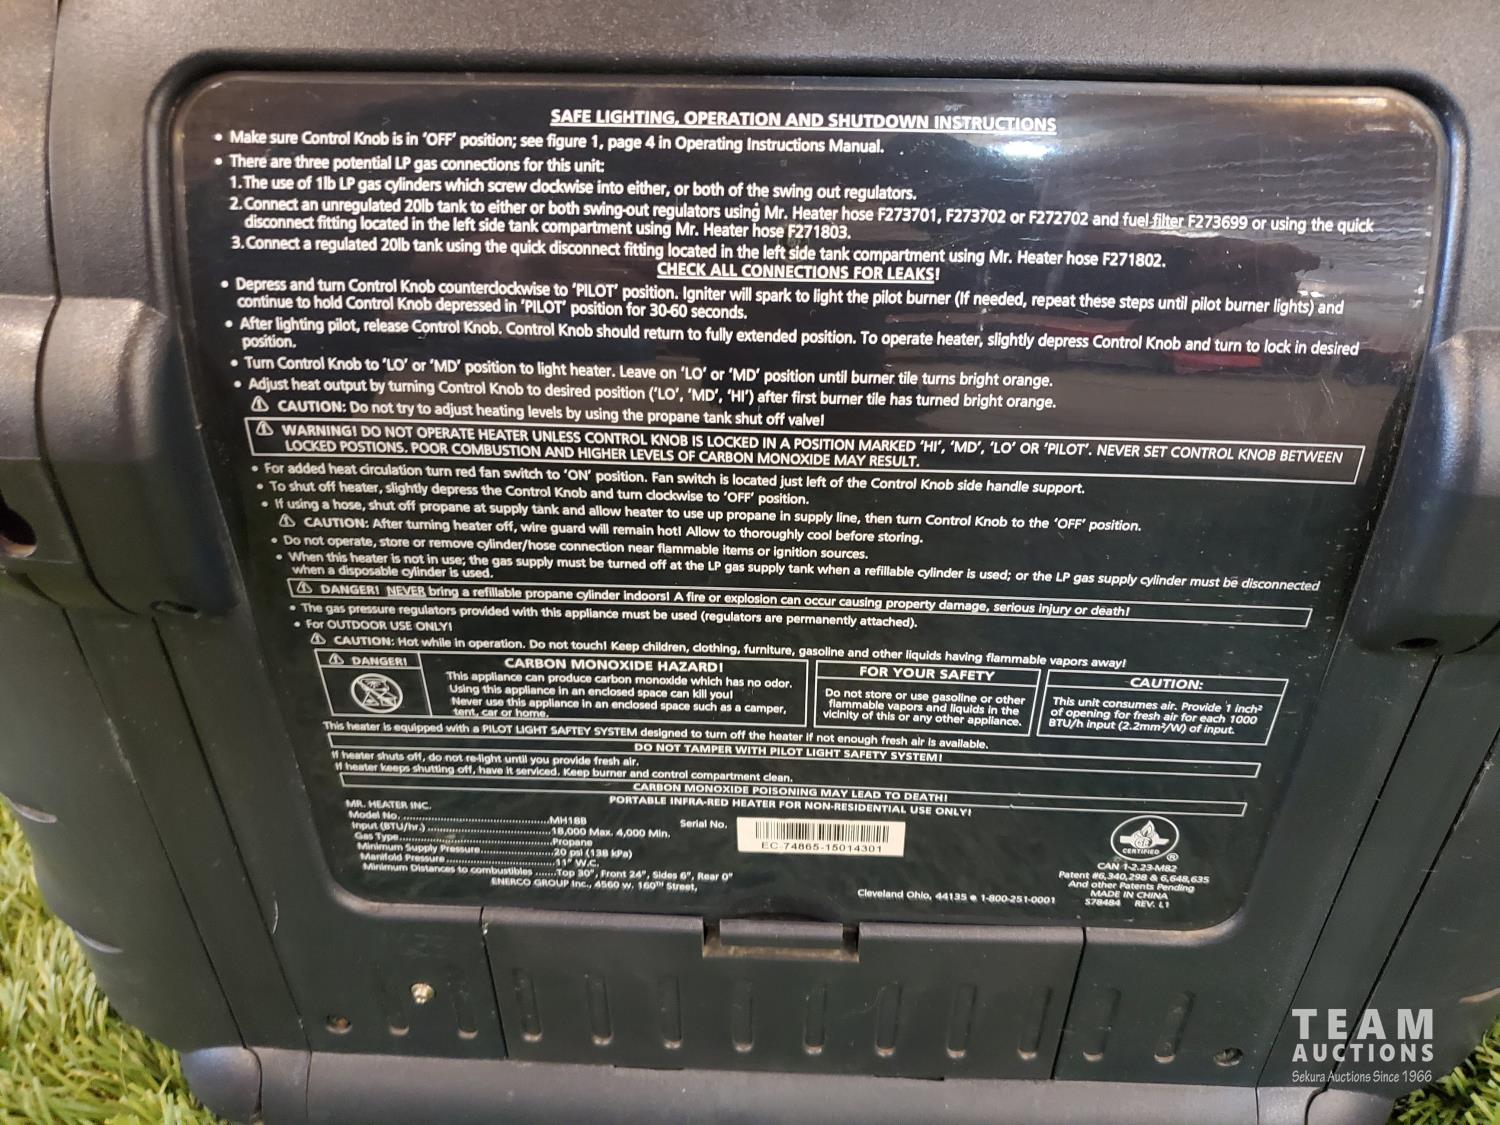 SAFE LIGHTING, OPERATION AND SHUTDOWN INSTRUCTIONS
• Make sure Control Knob is in 'OFF' position; see figure 1, page 4 in Operating Instructions Manual.
• There are three potential LP gas connections for this unit:
1. The use of 1lb LP gas cylinders which screw clockwise into either, or both of the swing out regulators.
2. Connect an unregulated 20lb tank to either or both swing-out regulators using Mr. Heater hose F273701, F273702 or F272702 and fuel filter F273699 or using the quick
disconnect fitting located in the left side tank compartment using Mr. Heater hose F271803.
3. Connect a regulated 20lb tank using the quick disconnect fitting located in the left side tank compartment using Mr. Heater hose F271802.
CHECK ALL CONNECTIONS FOR LEAKS!
• Depress and turn Control Knob counterclockwise to 'PILOT' position. Igniter will spark to light the pilot burner (If needed, repeat these steps until pilot burner lights) and
continue to hold Control Knob depressed in 'PILOT' position for 30-60 seconds.
• After lighting pilot, release Control Knob. Control Knob should return to fully extended position. To operate heater, slightly depress Control Knob and turn to lock in desired
position.
• Turn Control Knob to 'LO' or 'MD' position to light heater. Leave on 'LO' or 'MD' position until burner tile turns bright orange.
• Adjust heat output by turning Control Knob to desired position ('LO', 'MD', 'HI') after first burner tile has turned bright orange.
⚠ CAUTION: Do not try to adjust heating levels by using the propane tank shut off valve!
⚠ WARNING! DO NOT OPERATE HEATER UNLESS CONTROL KNOB IS LOCKED IN A POSITION MARKED 'HI', 'MD', 'LO' OR 'PILOT'. NEVER SET CONTROL KNOB BETWEEN
LOCKED POSTIONS. POOR COMBUSTION AND HIGHER LEVELS OF CARBON MONOXIDE MAY RESULT.
• For added heat circulation turn red fan switch to 'ON' position. Fan switch is located just left of the Control Knob side handle support.
• To shut off heater, slightly depress the Control Knob and turn clockwise to 'OFF' position.
• If using a hose, shut off propane at supply tank and allow heater to use up propane in supply line, then turn Control Knob to the 'OFF' position.
⚠ CAUTION: After turning heater off, wire guard will remain hot! Allow to thoroughly cool before storing.
• Do not operate, store or remove cylinder/hose connection near flammable items or ignition sources.
• When this heater is not in use; the gas supply must be turned off at the LP gas supply tank when a refillable cylinder is used; or the LP gas supply cylinder must be disconnected
when a disposable cylinder is used.
⚠ DANGER! NEVER bring a refillable propane cylinder indoors! A fire or explosion can occur causing property damage, serious injury or death!
• The gas pressure regulators provided with this appliance must be used (regulators are permanently attached).
• For OUTDOOR USE ONLY!
⚠ CAUTION: Hot while in operation. Do not touch! Keep children, clothing, furniture, gasoline and other liquids having flammable vapors away!
⚠ DANGER!
CARBON MONOXIDE HAZARD!
This appliance can produce carbon monoxide which has no odor.
Using this appliance in an enclosed space can kill you!
Never use this appliance in an enclosed space such as a camper,
tent, car or home.
FOR YOUR SAFETY
Do not store or use gasoline or other
flammable vapors and liquids in the
vicinity of this or any other appliance.
CAUTION:
This unit consumes air. Provide 1 inch²
of opening for fresh air for each 1000
BTU/h input (2.2mm²/W) of input.
This heater is equipped with a PILOT LIGHT SAFTEY SYSTEM designed to turn off the heater if not enough fresh air is available.
DO NOT TAMPER WITH PILOT LIGHT SAFETY SYSTEM!
If heater shuts off, do not re-light until you provide fresh air.
If heater keeps shutting off, have it serviced. Keep burner and control compartment clean.
CARBON MONOXIDE POISONING MAY LEAD TO DEATH!
PORTABLE INFRA-RED HEATER FOR NON-RESIDENTIAL USE ONLY!
MR. HEATER INC.
Model No. ........ MH18B
Input (BTU/hr.) ........ 18,000 Max. 4,000 Min.
Gas Type ........ Propane
Minimum Supply Pressure ........ 20 psi (138 kPa)
Manifold Pressure ........ 11" W.C.
Minimum Distances to combustibles ....... Top 30", Front 24", Sides 6", Rear 0"
ENERCO GROUP Inc., 4560 W. 160TH Street,
Cleveland Ohio, 44135 • 1-800-251-0001
Serial No.
EC-74865-15014301
CERTIFIED ®
CAN 1-2.23-M82
Patent #6,340,298 & 6,648,635
And other Patents Pending
MADE IN CHINA
S78484 REV. L1
TEAM
AUCTIONS
Sekura Auctions Since 1966